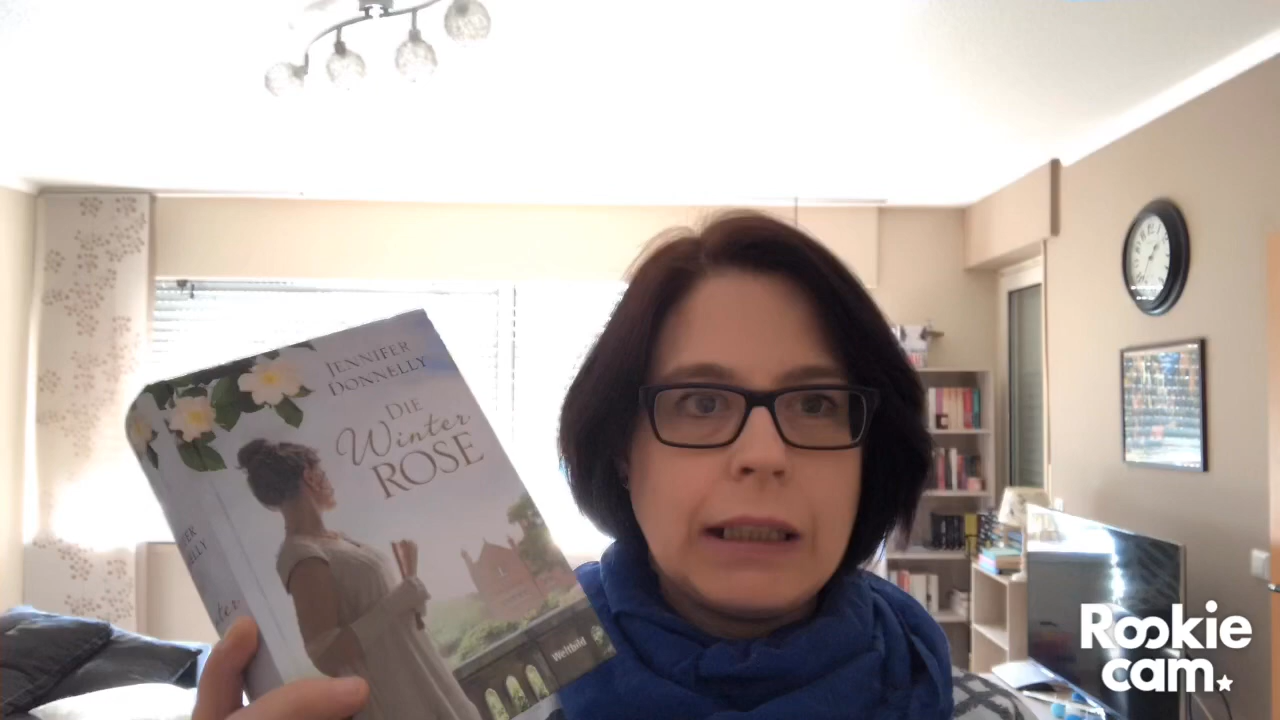 JENNIFER
DONNELLY
DIE
Winter
ROSE
Weltbild
Rookie
cam.